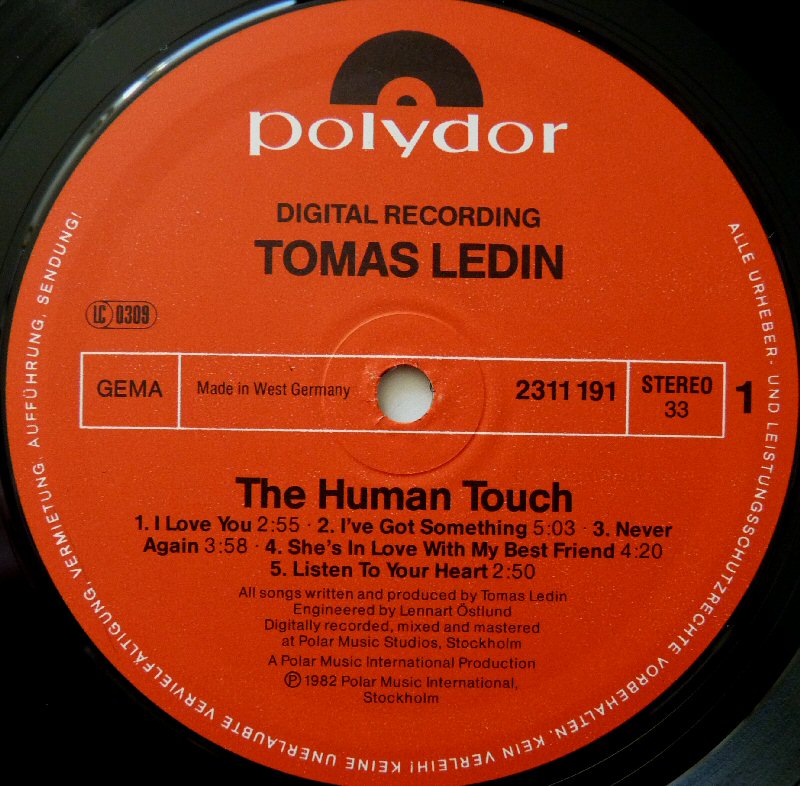 polydor
DIGITAL RECORDING
TOMAS LEDIN
LC 0309
GEMA
Made in West Germany
2311 191
STEREO
33
1
The Human Touch
1. I Love You 2:55 · 2. I've Got Something 5:03 · 3. Never
Again 3:58 · 4. She's In Love With My Best Friend 4:20
5. Listen To Your Heart 2:50
All songs written and produced by Tomas Ledin
Engineered by Lennart Östlund
Digitally recorded, mixed and mastered
at Polar Music Studios, Stockholm
A Polar Music International Production
Ⓟ 1982 Polar Music International,
Stockholm
ALLE URHEBER- UND LEISTUNGSSCHUTZRECHTE VORBEHALTEN. KEIN VERLEIH! KEINE UNERLAUBTE VERVIELFÄLTIGUNG, VERMIETUNG, AUFFÜHRUNG, SENDUNG!